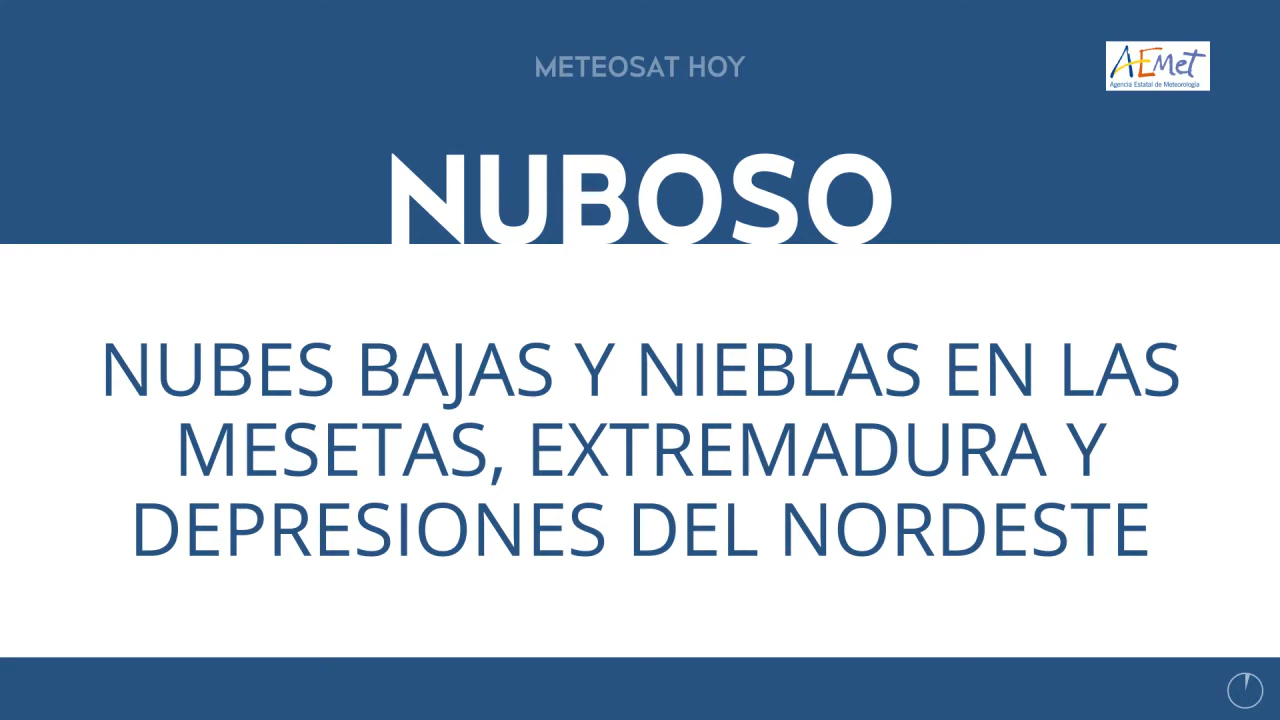 METEOSAT HOY
AEMet
Agencia Estatal de Meteorología
NUBOSO
NUBES BAJAS Y NIEBLAS EN LAS
MESETAS, EXTREMADURA Y
DEPRESIONES DEL NORDESTE